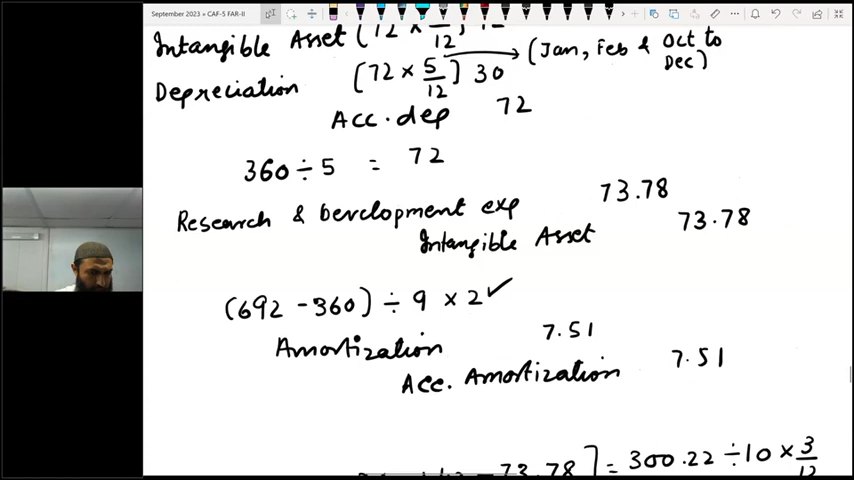 September 2023 » CAF-5 FAR-II
Intangible Asset (72 × /12)
(72 × 5/12) 30 → (Jan, Feb & Oct to Dec)
Depreciation
Acc. dep 72
360 ÷ 5 = 72
Research & Development exp 73.78
Intangible Asset 73.78
(692 - 360) ÷ 9 × 2 ✓
Amortization 7.51
Acc. Amortization 7.51
73.78] = 300.22 ÷ 10 × 3/12